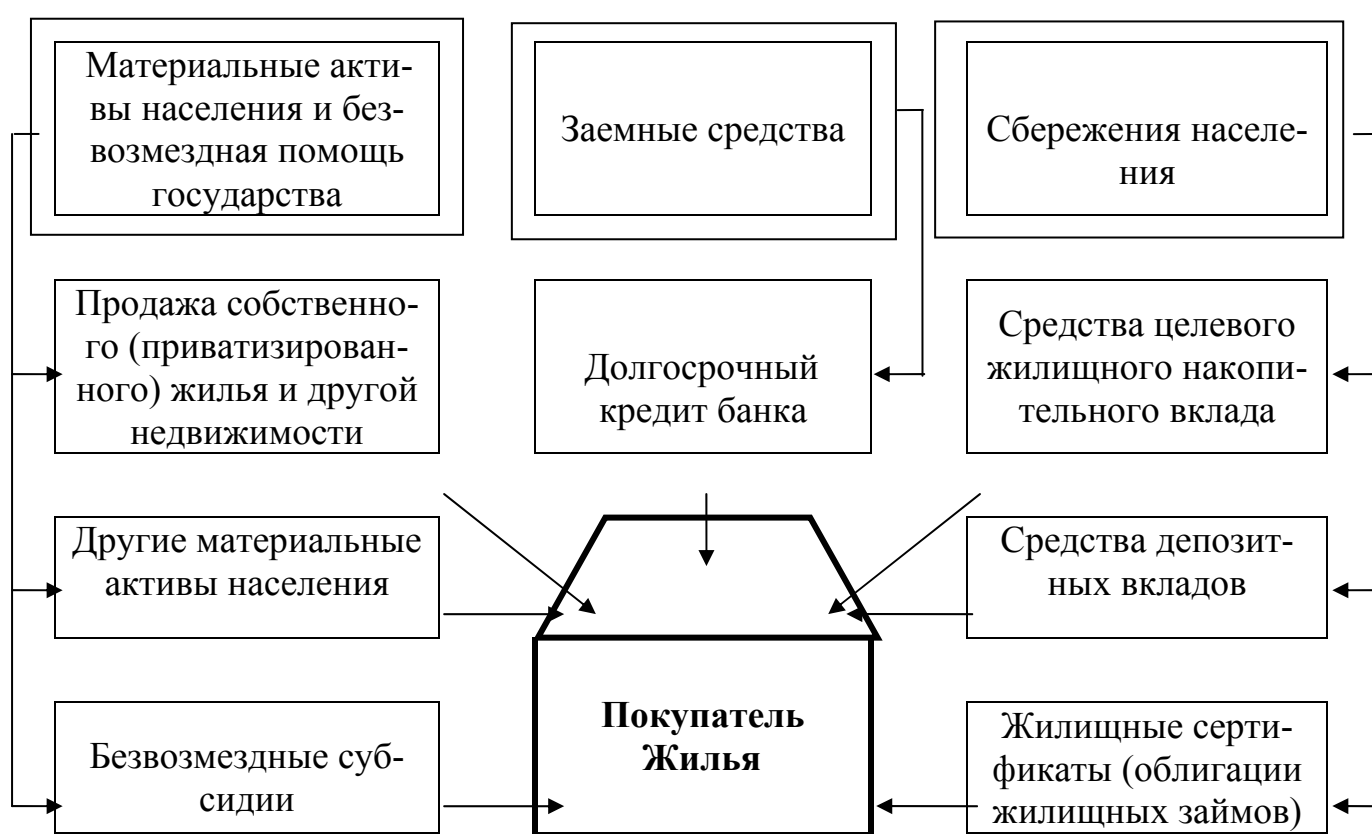 Материальные акти-
вы населения и без-
возмездная помощь
государства
Заемные средства
Сбережения населе-
ния
Продажа собственно-
го (приватизирован-
ного) жилья и другой
недвижимости
Долгосрочный
кредит банка
Средства целевого
жилищного накопи-
тельного вклада
Другие материальные
активы населения
Средства депозит-
ных вкладов
Безвозмездные суб-
сидии
Покупатель
Жилья
Жилищные серти-
фикаты (облигации
жилищных займов)